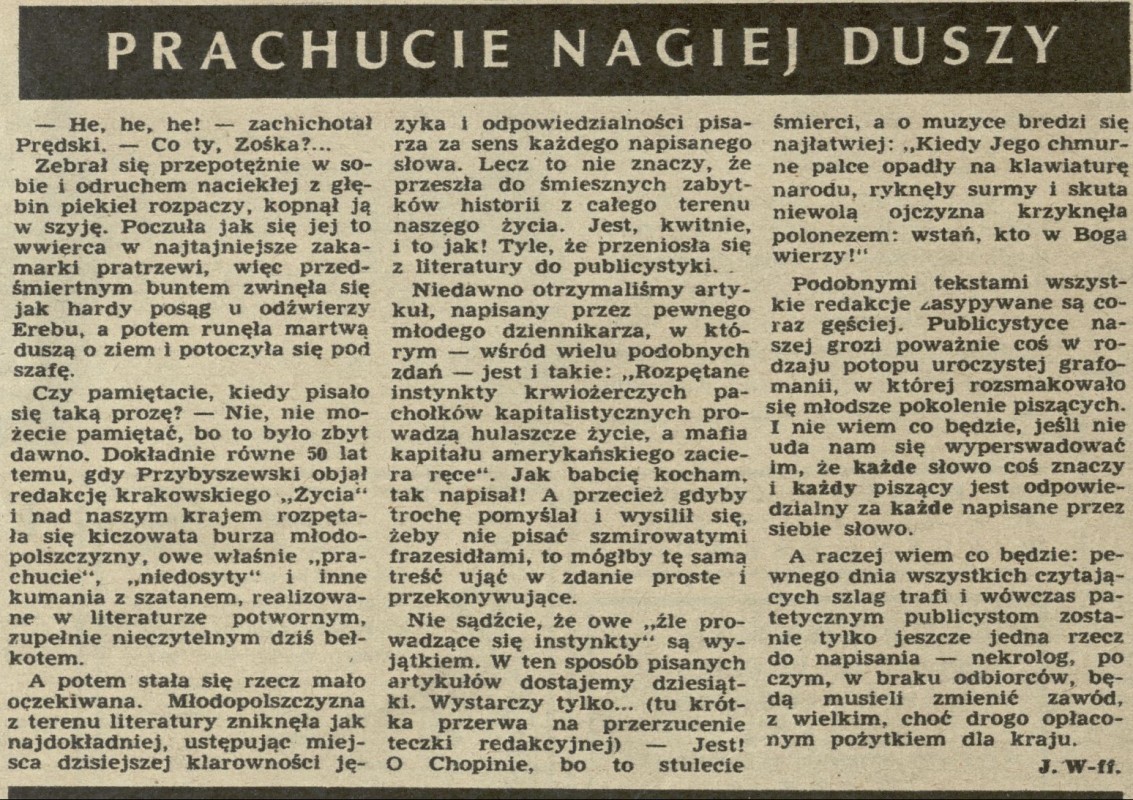 PRACHUCIE NAGIEJ DUSZY
— He, he, he! — zachichotał
Prędski. — Co ty, Zośka?...
Zebrał się przepotężnie w so-
bie i odruchem naciekłej z głę-
bin piekieł rozpaczy, kopnął ją
w szyję. Poczuła jak się jej to
wwierca w najtajniejsze zaka-
marki pratrzewi, więc przed-
śmiertnym buntem zwinęła się
jak hardy posąg u odźwierzy
Erebu, a potem runęła martwą
duszą o ziem i potoczyła się pod
szafę.
Czy pamiętacie, kiedy pisało
się taką prozę? — Nie, nie mo-
żecie pamiętać, bo to było zbyt
dawno. Dokładnie równe 50 lat
temu, gdy Przybyszewski objął
redakcję krakowskiego „Życia“
i nad naszym krajem rozpęta-
ła się kiczowata burza młodo-
polszczyzny, owe właśnie „pra-
chucie“, „niedosyty“ i inne
kumania z szatanem, realizowa-
ne w literaturze potwornym,
zupełnie nieczytelnym dziś beł-
kotem.
A potem stała się rzecz mało
oczekiwana. Młodopolszczyzna
z terenu literatury zniknęła jak
najdokładniej, ustępując miej-
sca dzisiejszej klarowności ję-
zyka i odpowiedzialności pisa-
rza za sens każdego napisanego
słowa. Lecz to nie znaczy, że
przeszła do śmiesznych zabyt-
ków historii z całego terenu
naszego życia. Jest, kwitnie,
i to jak! Tyle, że przeniosła się
z literatury do publicystyki.
Niedawno otrzymaliśmy arty-
kuł, napisany przez pewnego
młodego dziennikarza, w któ-
rym — wśród wielu podobnych
zdań — jest i takie: „Rozpętane
instynkty krwiożerczych pa-
chołków kapitalistycznych pro-
wadzą hulaszcze życie, a mafia
kapitału amerykańskiego zacie-
ra ręce“. Jak babcię kocham,
tak napisał! A przecież gdyby
trochę pomyślał i wysilił się,
żeby nie pisać szmirowatymi
frazesidłami, to mógłby tę samą
treść ująć w zdanie proste i
przekonywujące.
Nie sądźcie, że owe „źle pro-
wadzące się instynkty“ są wy-
jątkiem. W ten sposób pisanych
artykułów dostajemy dziesiąt-
ki. Wystarczy tylko... (tu krót-
ka przerwa na przerzucenie
teczki redakcyjnej) — Jest!
O Chopinie, bo to stulecie
śmierci, a o muzyce bredzi się
najłatwiej: „Kiedy Jego chmur-
ne palce opadły na klawiaturę
narodu, ryknęły surmy i skuta
niewolą ojczyzna krzyknęła
polonezem: wstań, kto w Boga
wierzy!“
Podobnymi tekstami wszyst-
kie redakcje zasypywane są co-
raz gęściej. Publicystyce na-
szej grozi poważnie coś w ro-
dzaju potopu uroczystej grafo-
manii, w której rozsmakowało
się młodsze pokolenie piszących.
I nie wiem co będzie, jeśli nie
uda nam się wyperswadować
im, że każde słowo coś znaczy
i każdy piszący jest odpowie-
dzialny za każde napisane przez
siebie słowo.
A raczej wiem co będzie: pe-
wnego dnia wszystkich czytają-
cych szlag trafi i wówczas pa-
tetycznym publicystom zosta-
nie tylko jeszcze jedna rzecz
do napisania — nekrolog, po
czym, w braku odbiorców, bę-
dą musieli zmienić zawód,
z wielkim, choć drogo opłaco-
nym pożytkiem dla kraju.
J. W-ff.